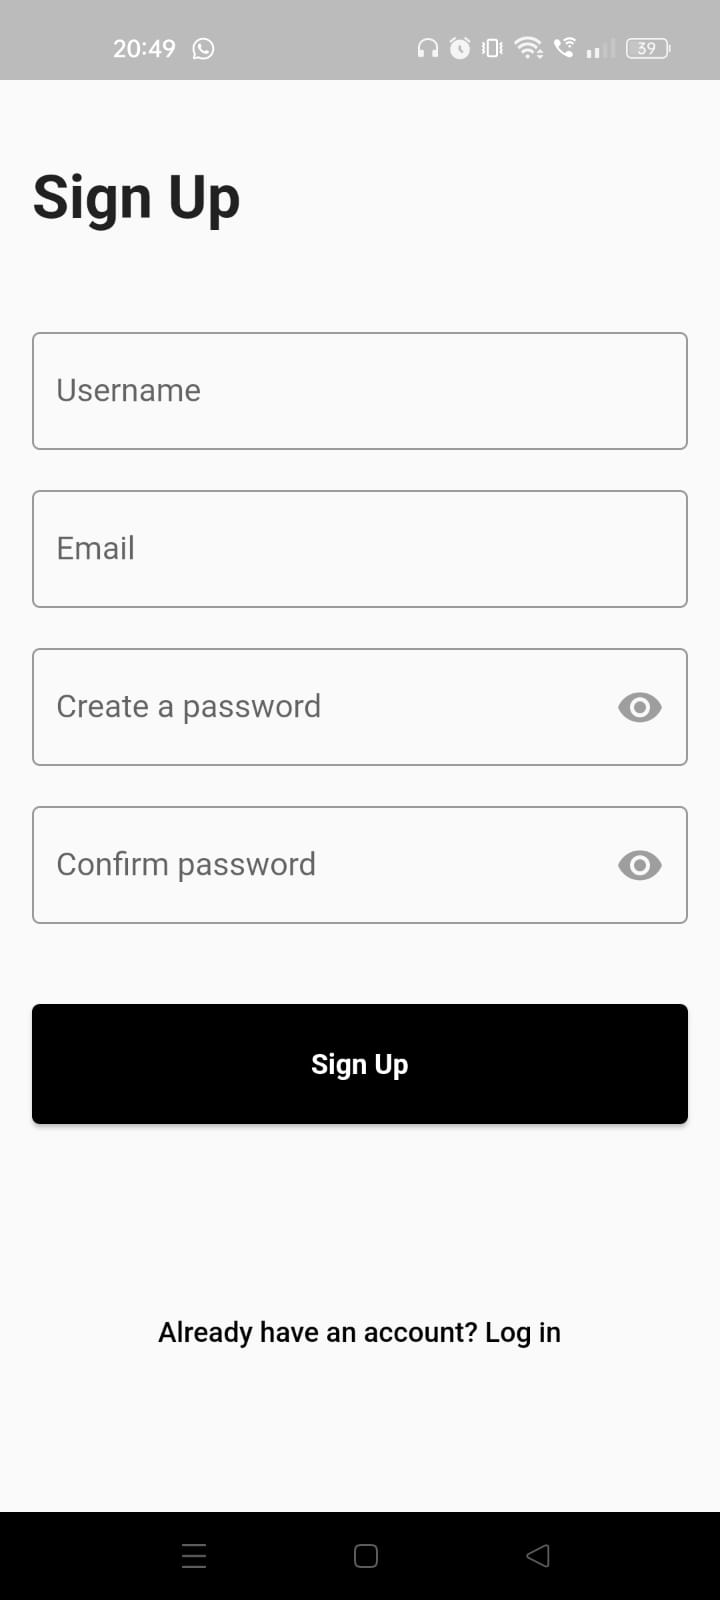 20:49
39
Sign Up
Username
Email
Create a password
Confirm password
Sign Up
Already have an account? Log in